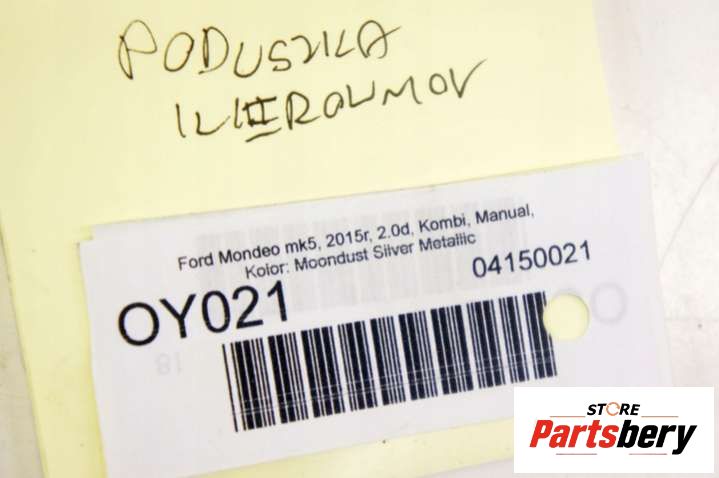 PODUSZKA
KIEROWNICY
Ford Mondeo mk5, 2015r, 2.0d, Kombi, Manual,
Kolor: Moondust Silver Metallic
OY021
04150021
18
STORE
Partsbery